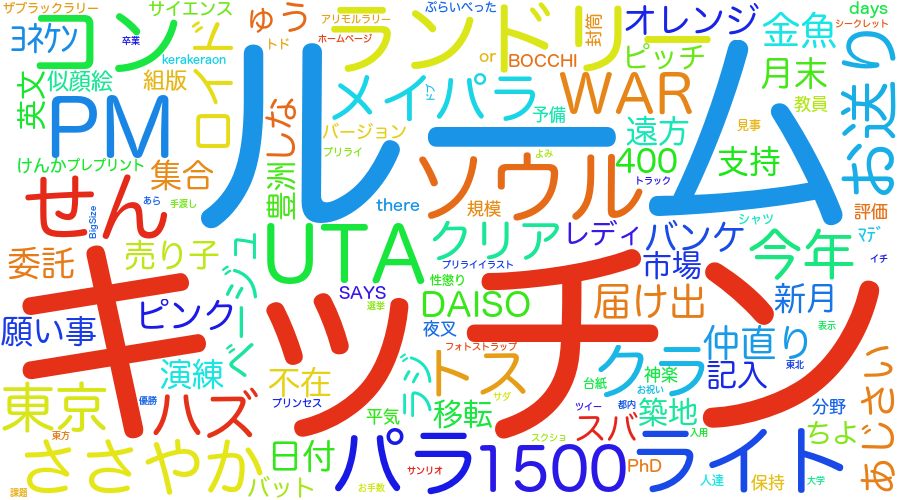 ザブラックラリー
サイエンス
ゅう
アリモルラリー
トド
ホームページ
ランドリー
ぷらいべった
封筒
オレンジ
金魚
days
シークレット
ヨネケン
コン
卒業
kerakeraon
ロイド
or
BOCCHI
ピッチ
月末
お送り
英文
似顔絵
組版
しな
バージョン
メイパラ
ドア
予備
WAR
遠方
教員
見事
PM
ルーム
けんか
プレプリント
プリライ
よみ
400
支持
集合
豊洲
トラック
せん
あら
手渡し
BigSize
there
ソウル
規模
シャツ
評価
委託
売り子
ベージュ
UTA
クリア
レディ
バンケ
今年
マデ
イチ
プリライイラスト
性懲り
市場
SAYS
選挙
DAISO
届け出
新月
願い事
ピンク
キッチン
夜叉
フォトストラップ
仲直り
表示
東京
演練
不在
ラジ
トス
クラ
神楽
記入
東北
あじさい
台紙
お祝い
優勝
プリンセス
サダ
ハズ
平気
移転
ツイー
都内
築地
分野
東方
スクショ
スバ
入用
ちよ
ささやか
日付
パラ
サンリオ
1500
ライト
PhD
課題
バット
お手数
人達
保持
大学